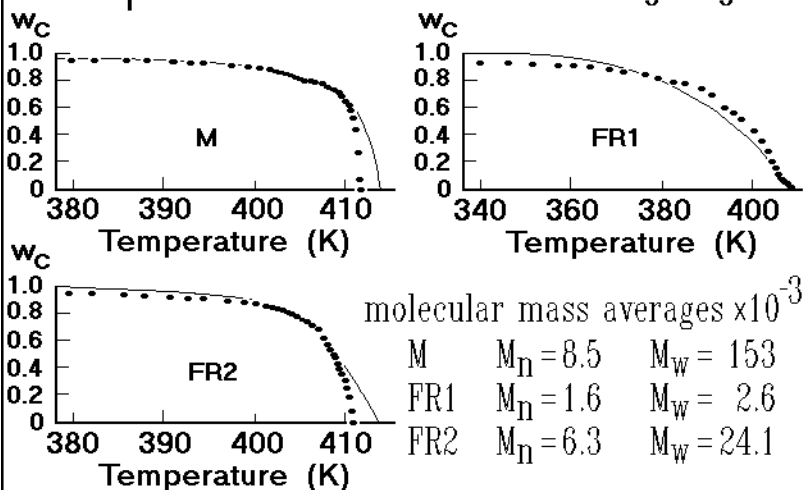 w_C
1.0
0.8
0.6
0.4
0.2
0
M
380 390 400 410
Temperature (K)
w_C
1.0
0.8
0.6
0.4
0.2
0
FR1
340 360 380 400
Temperature (K)
w_C
1.0
0.8
0.6
0.4
0.2
0
FR2
380 390 400 410
Temperature (K)
molecular mass averages x10^-3
M M_n = 8.5 M_w = 153
FR1 M_n = 1.6 M_w = 2.6
FR2 M_n = 6.3 M_w = 24.1